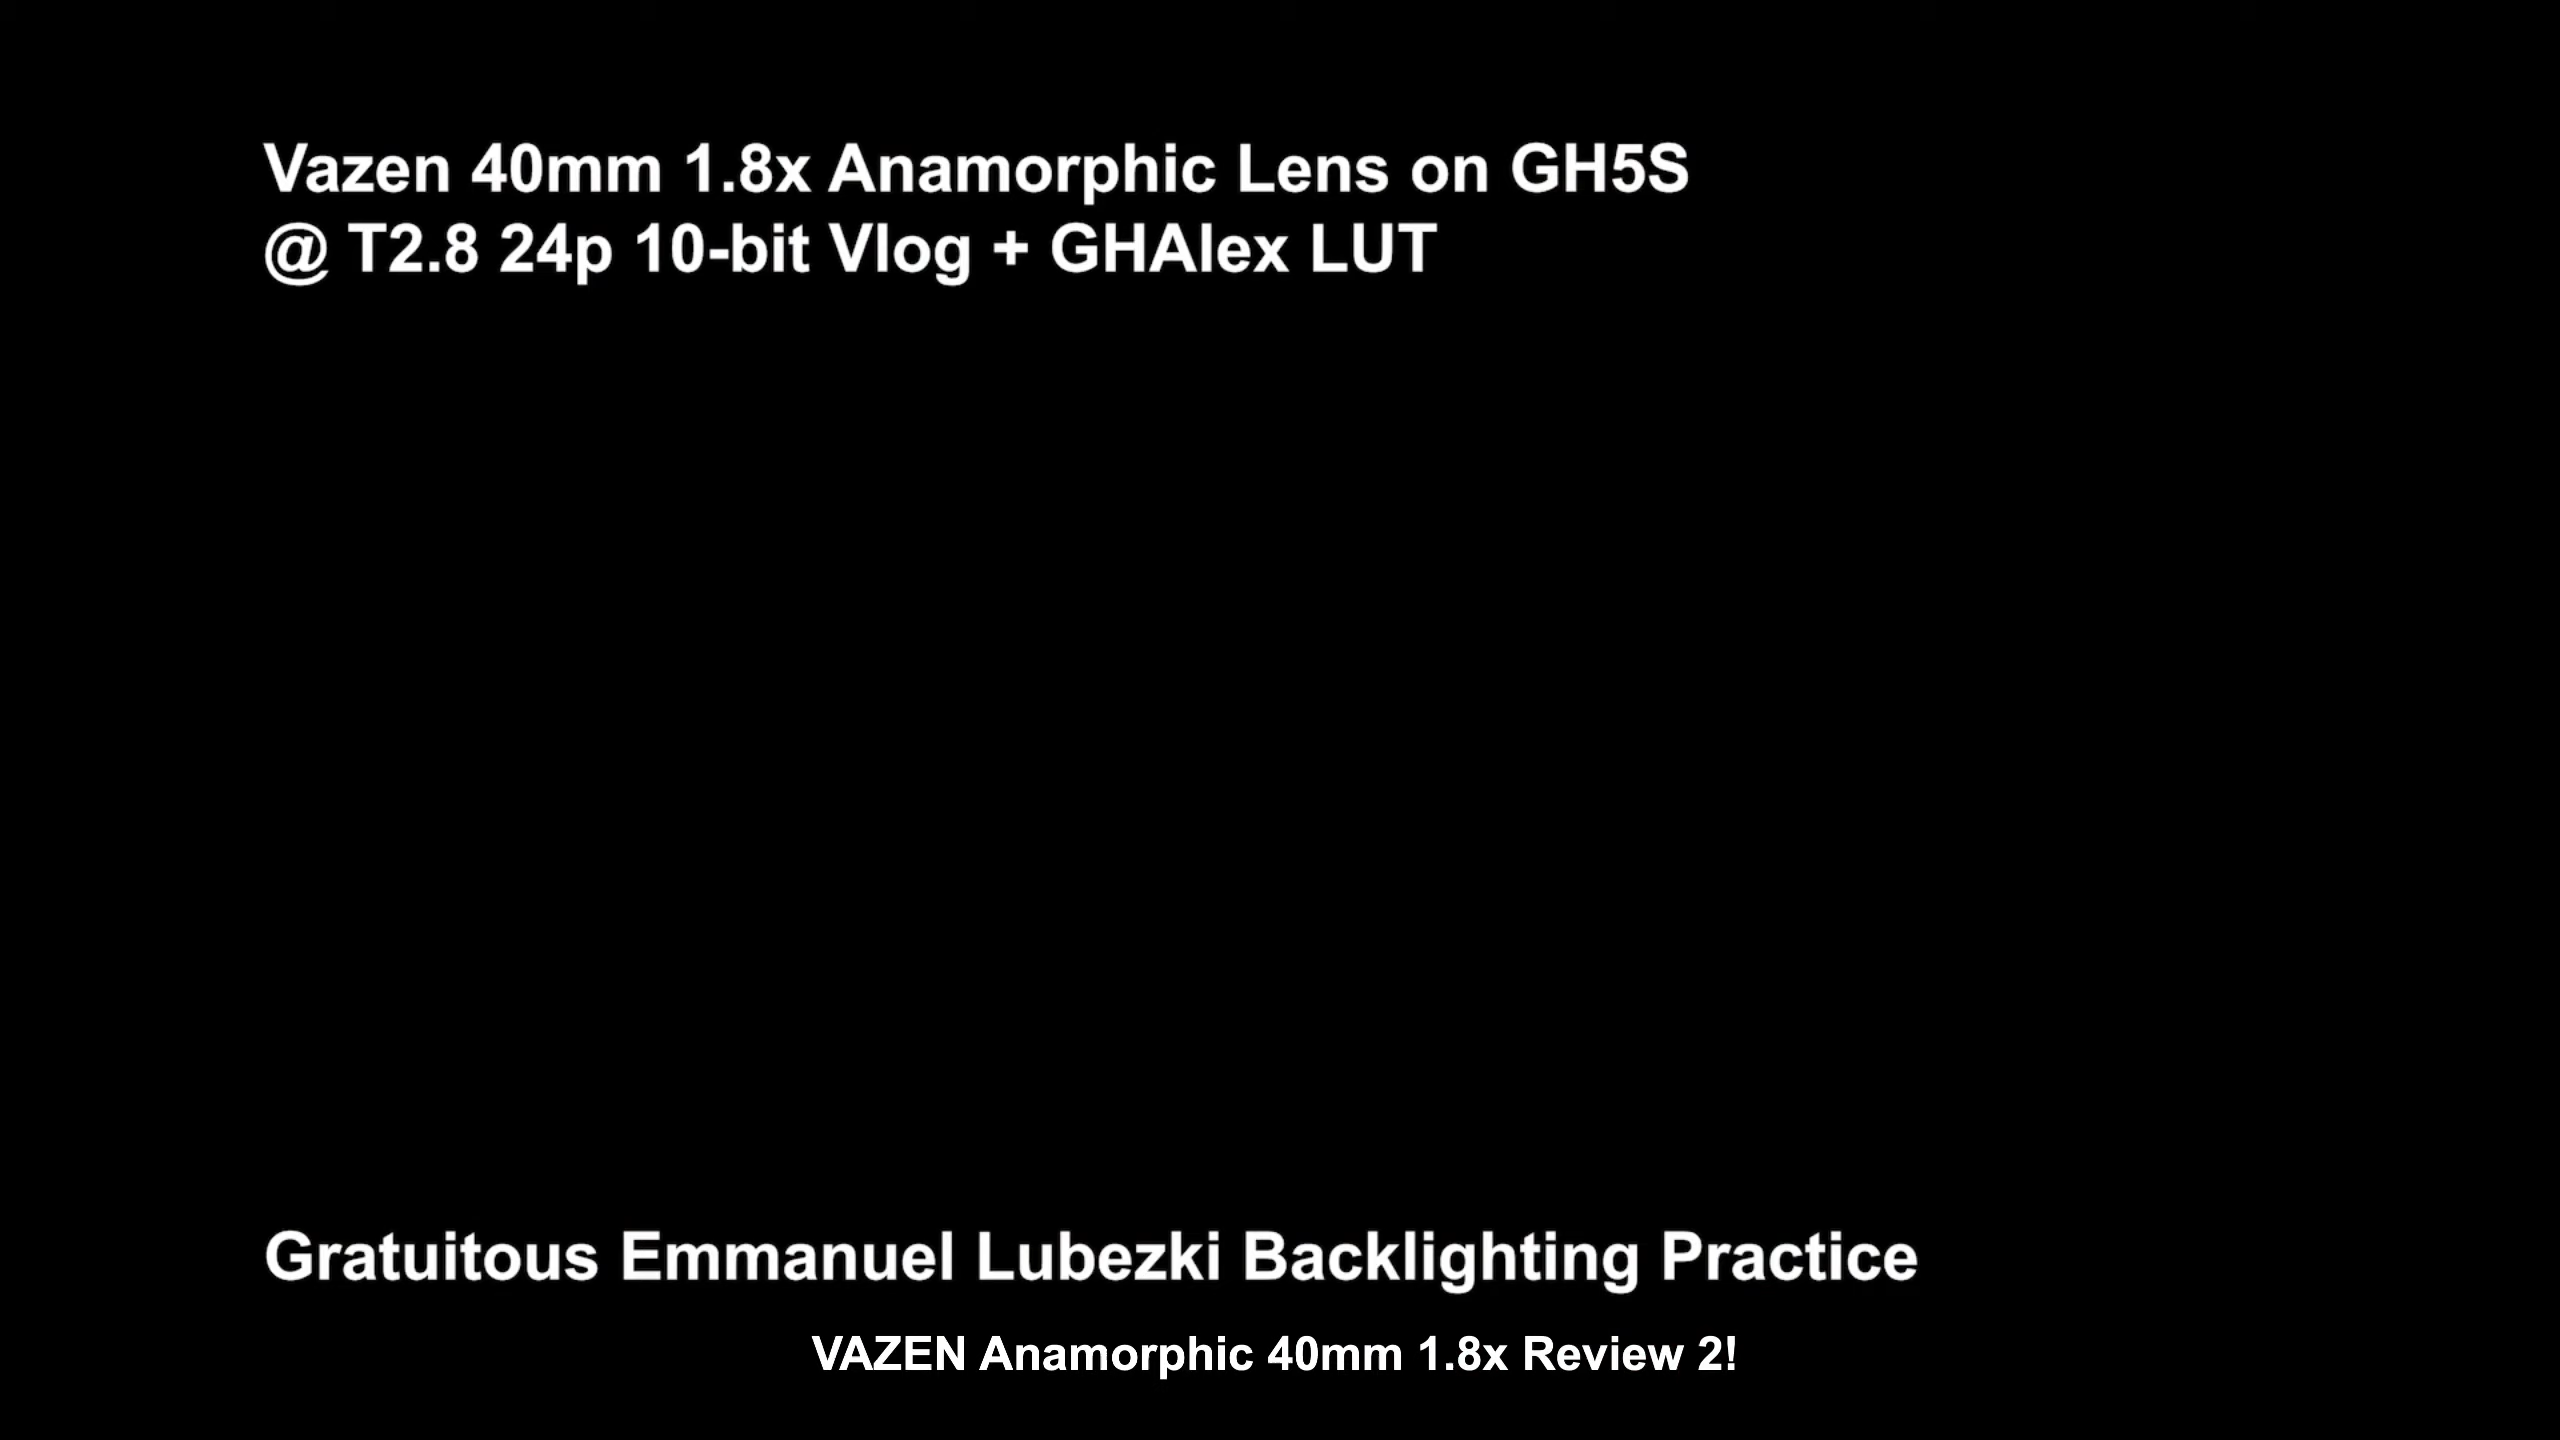 Vazen 40mm 1.8x Anamorphic Lens on GH5S
@ T2.8 24p 10-bit Vlog + GHAlex LUT
Gratuitous Emmanuel Lubezki Backlighting Practice
VAZEN Anamorphic 40mm 1.8x Review 2!